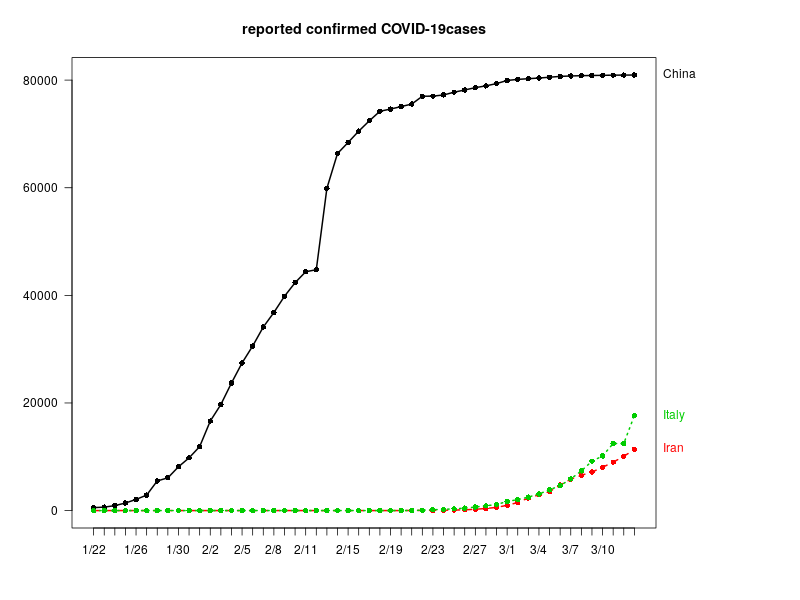 reported confirmed COVID-19cases
80000
60000
40000
20000
0
China
Italy
Iran
1/22 1/26 1/30 2/2 2/5 2/8 2/11 2/15 2/19 2/23 2/27 3/1 3/4 3/7 3/10